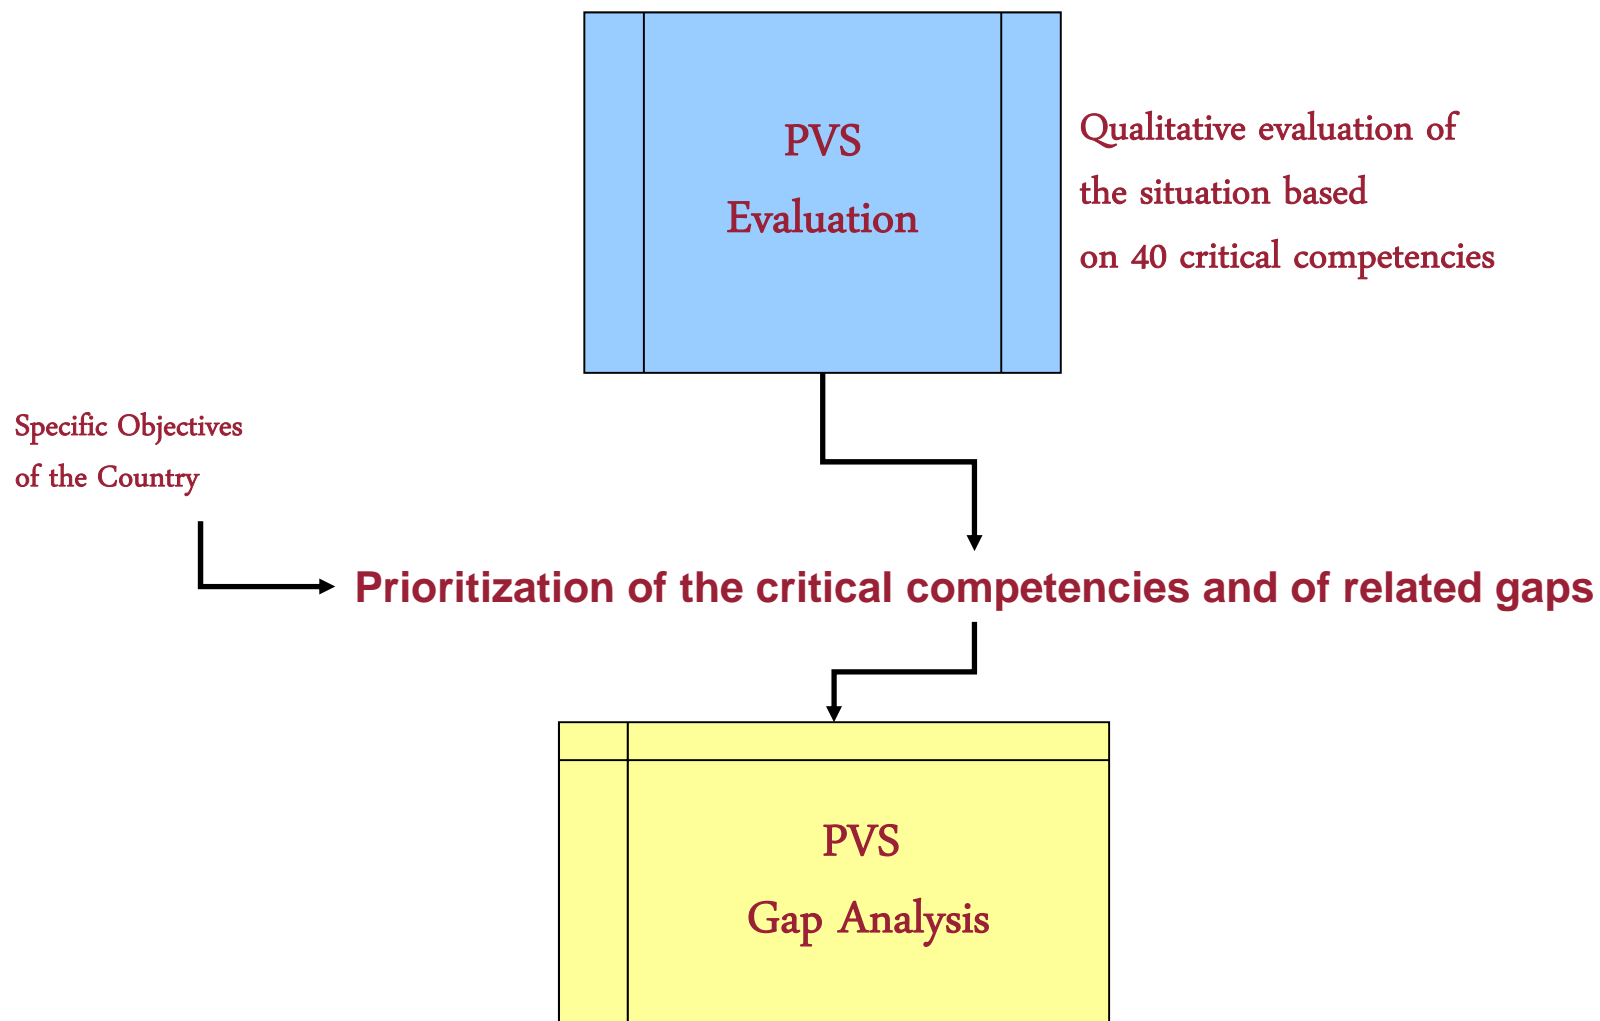 PVS
Evaluation
Qualitative evaluation of
the situation based
on 40 critical competencies
Specific Objectives
of the Country
Prioritization of the critical competencies and of related gaps
PVS
Gap Analysis